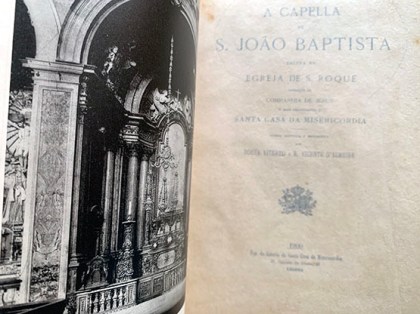 A CAPELLA
DE
S. JOÃO BAPTISTA
EGREJA DE S. ROQUE
COMPANHIA DE JESUS
SANTA CASA DA MISERICORDIA
SOUSA VITERBO e R. VICENTE D'ALMEIDA
1900
LISBOA